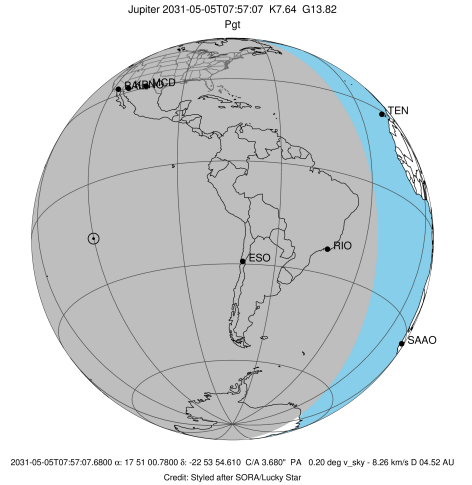 Jupiter 2031-05-05T07:57:07 K7.64 G13.82
Pgt
MCD
TEN
RIO
ESO
SAAO
2031-05-05T07:57:07.6800 α: 17 51 00.7800 δ: -22 53 54.610 C/A 3.680" PA 0.20 deg v_sky - 8.26 km/s D 04.52 AU
Credit: Styled after SORA/Lucky Star